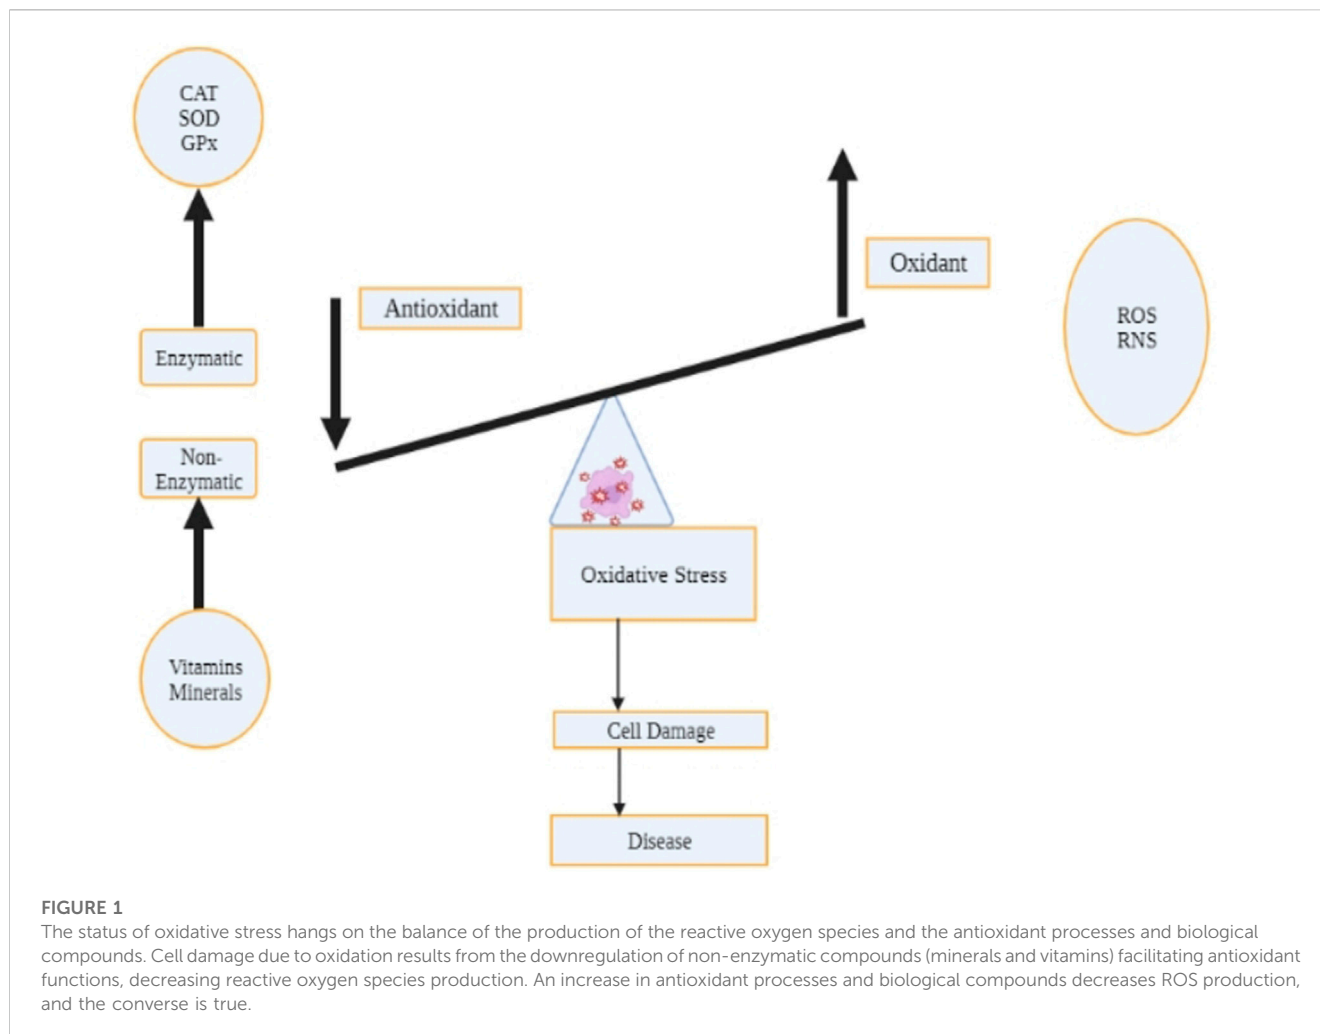 CAT
SOD
GPx
Enzymatic
Non-
Enzymatic
Vitamins
Minerals
Antioxidant
Oxidant
ROS
RNS
Oxidative Stress
Cell Damage
Disease
FIGURE 1
The status of oxidative stress hangs on the balance of the production of the reactive oxygen species and the antioxidant processes and biological
compounds. Cell damage due to oxidation results from the downregulation of non-enzymatic compounds (minerals and vitamins) facilitating antioxidant
functions, decreasing reactive oxygen species production. An increase in antioxidant processes and biological compounds decreases ROS production,
and the converse is true.